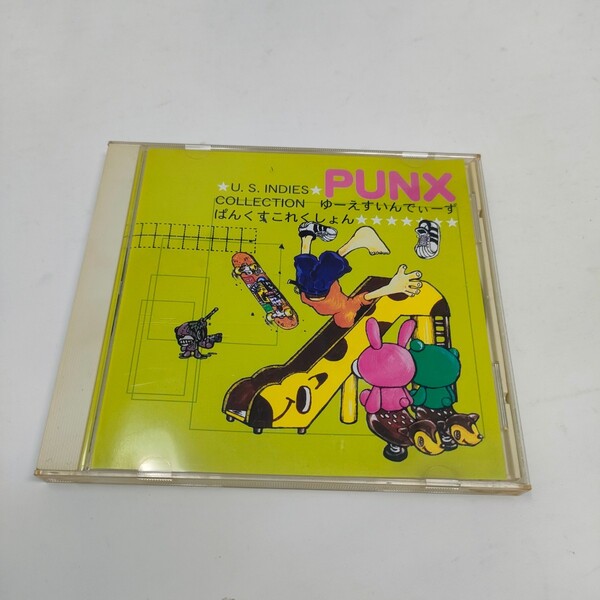 ★U. S. INDIES★PUNX
COLLECTION ゆーえすいんでぃーず
ぱんくすこれくしょん★★★★★★★